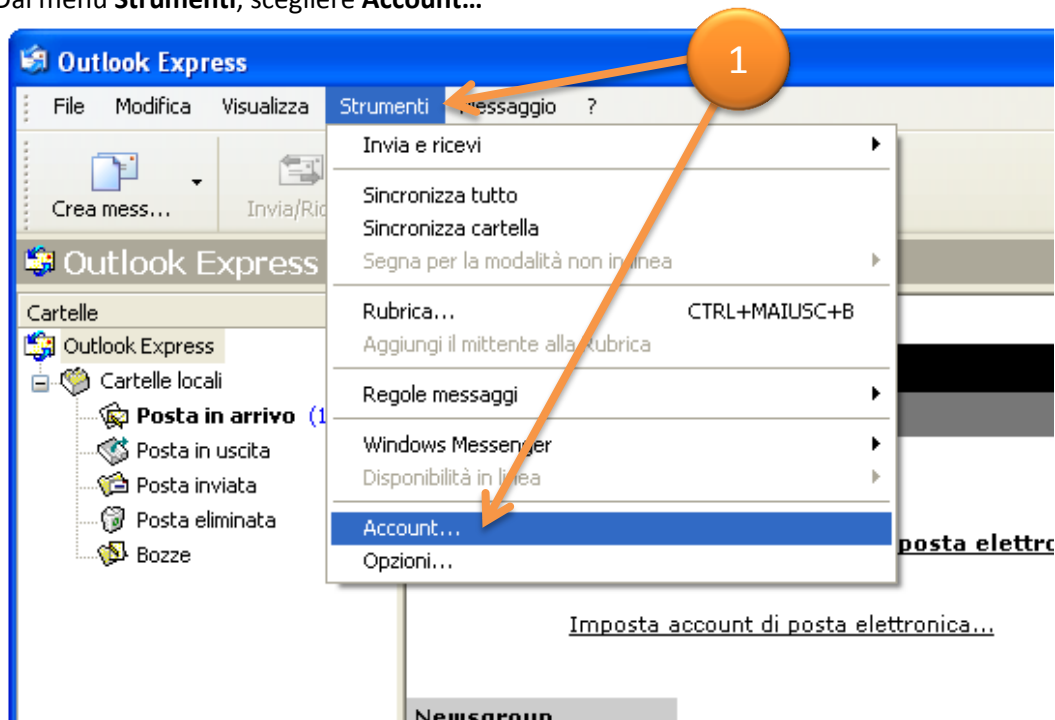 Dal menu Strumenti, scegliere Account...
1
Outlook Express
File Modifica Visualizza Strumenti Messaggio ?
Invia e ricevi
Crea mess... Invia/Ric
Sincronizza tutto
Sincronizza cartella
Outlook Express
Segna per la modalità non in linea
Cartelle
Rubrica... CTRL+MAIUSC+B
Outlook Express
Aggiungi il mittente alla Rubrica
Cartelle locali
Regole messaggi
Posta in arrivo (1
Posta in uscita
Windows Messenger
Disponibilità in linea
Posta inviata
Posta eliminata
Account...
Bozze
posta elettro
Opzioni...
Imposta account di posta elettronica...
Newsgroup